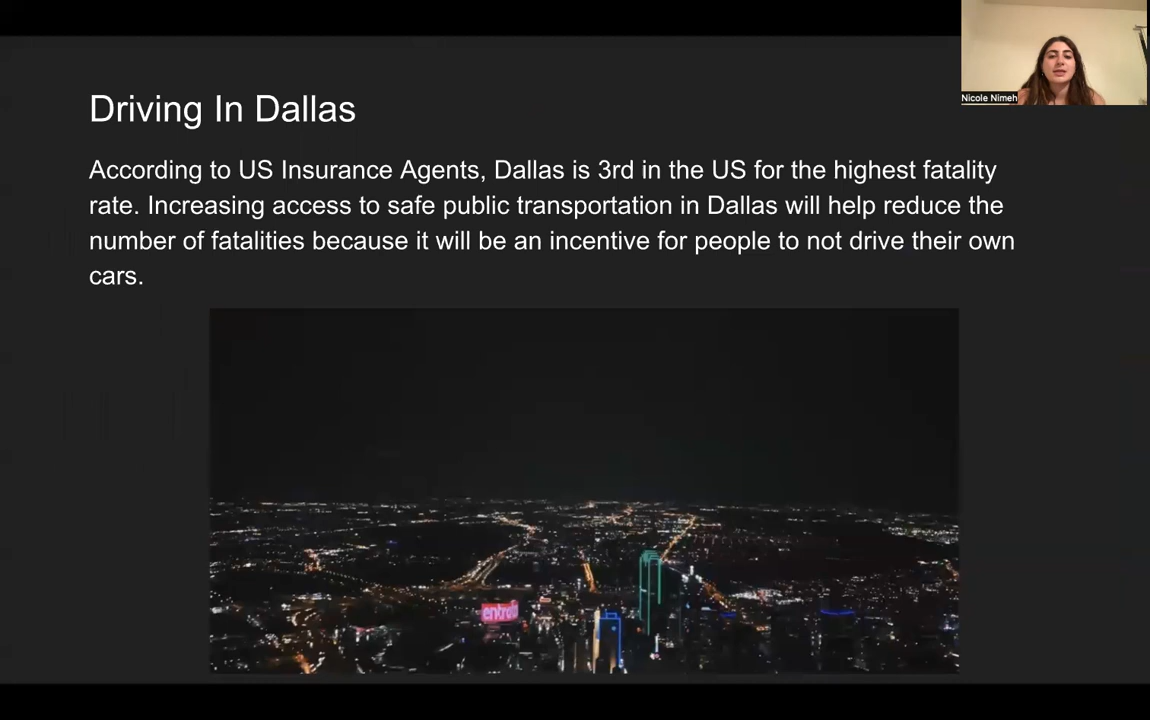 Nicole Nimeh
Driving In Dallas
According to US Insurance Agents, Dallas is 3rd in the US for the highest fatality
rate. Increasing access to safe public transportation in Dallas will help reduce the
number of fatalities because it will be an incentive for people to not drive their own
cars.